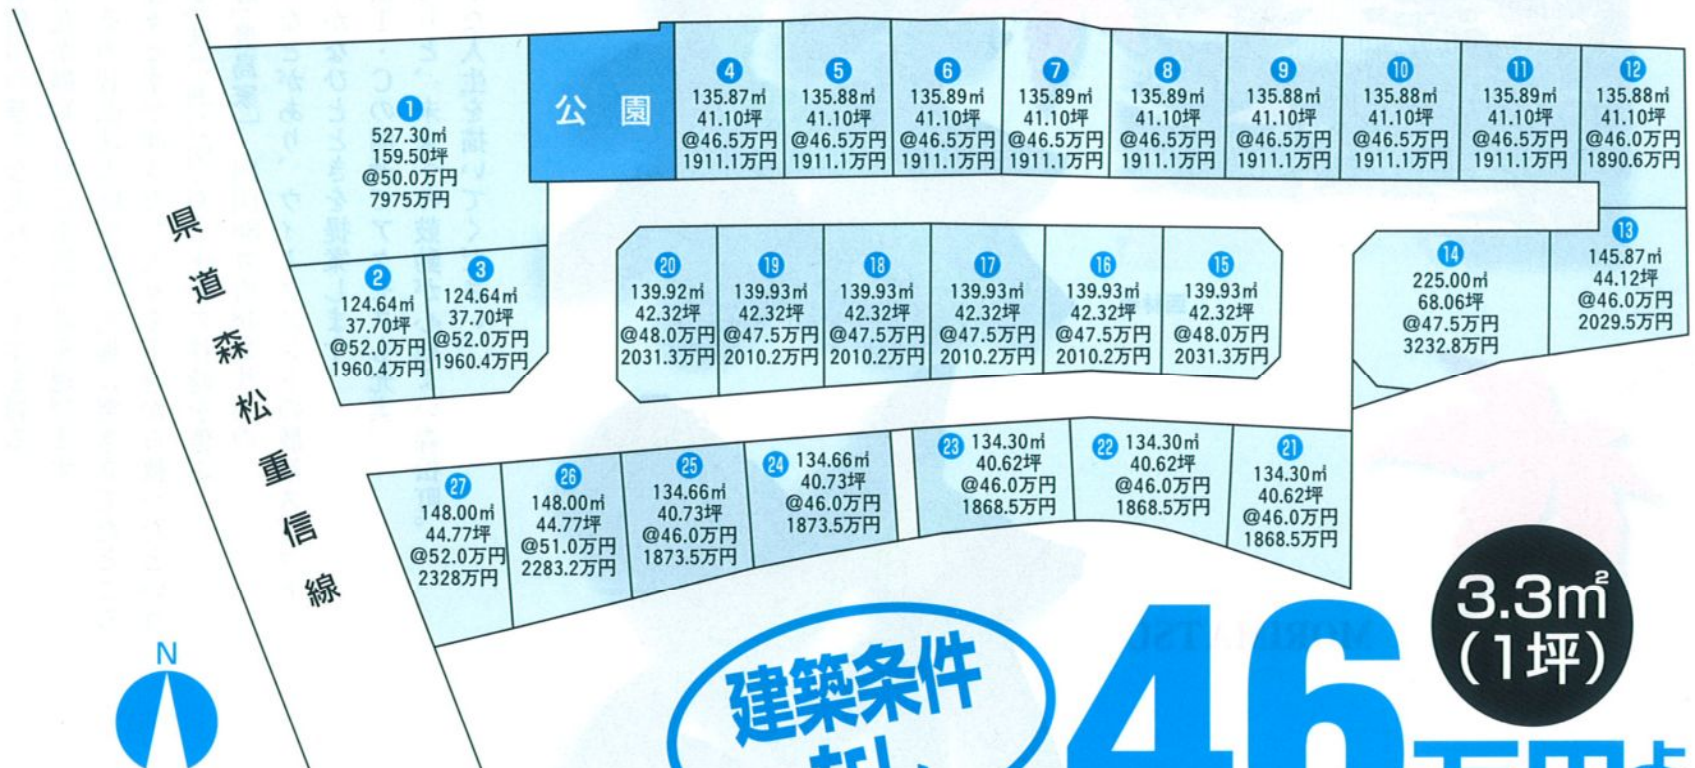 ❶
527.30㎡
159.50坪
@50.0万円
7975万円
公園
❹
135.87㎡
41.10坪
@46.5万円
1911.1万円
❺
135.88㎡
41.10坪
@46.5万円
1911.1万円
❻
135.89㎡
41.10坪
@46.5万円
1911.1万円
❼
135.89㎡
41.10坪
@46.5万円
1911.1万円
❽
135.89㎡
41.10坪
@46.5万円
1911.1万円
❾
135.88㎡
41.10坪
@46.5万円
1911.1万円
❿
135.88㎡
41.10坪
@46.5万円
1911.1万円
⓫
135.89㎡
41.10坪
@46.5万円
1911.1万円
⓬
135.88㎡
41.10坪
@46.0万円
1890.6万円
県道森松重信線
❷
124.64㎡
37.70坪
@52.0万円
1960.4万円
❸
124.64㎡
37.70坪
@52.0万円
1960.4万円
⓴
139.92㎡
42.32坪
@48.0万円
2031.3万円
⓳
139.93㎡
42.32坪
@47.5万円
2010.2万円
⓲
139.93㎡
42.32坪
@47.5万円
2010.2万円
⓱
139.93㎡
42.32坪
@47.5万円
2010.2万円
⓰
139.93㎡
42.32坪
@47.5万円
2010.2万円
⓯
139.93㎡
42.32坪
@48.0万円
2031.3万円
⓮
225.00㎡
68.06坪
@47.5万円
3232.8万円
⓭
145.87㎡
44.12坪
@46.0万円
2029.5万円
27
148.00㎡
44.77坪
@52.0万円
2328万円
26
148.00㎡
44.77坪
@51.0万円
2283.2万円
25
134.66㎡
40.73坪
@46.0万円
1873.5万円
24
134.66㎡
40.73坪
@46.0万円
1873.5万円
23
134.30㎡
40.62坪
@46.0万円
1868.5万円
22
134.30㎡
40.62坪
@46.0万円
1868.5万円
21
134.30㎡
40.62坪
@46.0万円
1868.5万円
N
建築条件
なし
3.3㎡
(1坪)
46万円よ